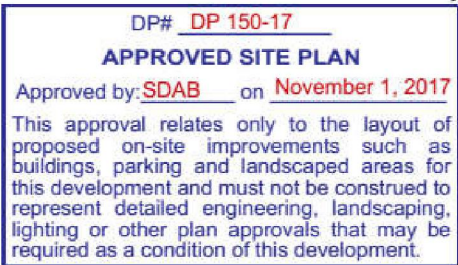 DP# DP 150-17
APPROVED SITE PLAN
Approved by: SDAB on November 1, 2017
This approval relates only to the layout of
proposed on-site improvements such as
buildings, parking and landscaped areas for
this development and must not be construed to
represent detailed engineering, landscaping,
lighting or other plan approvals that may be
required as a condition of this development.